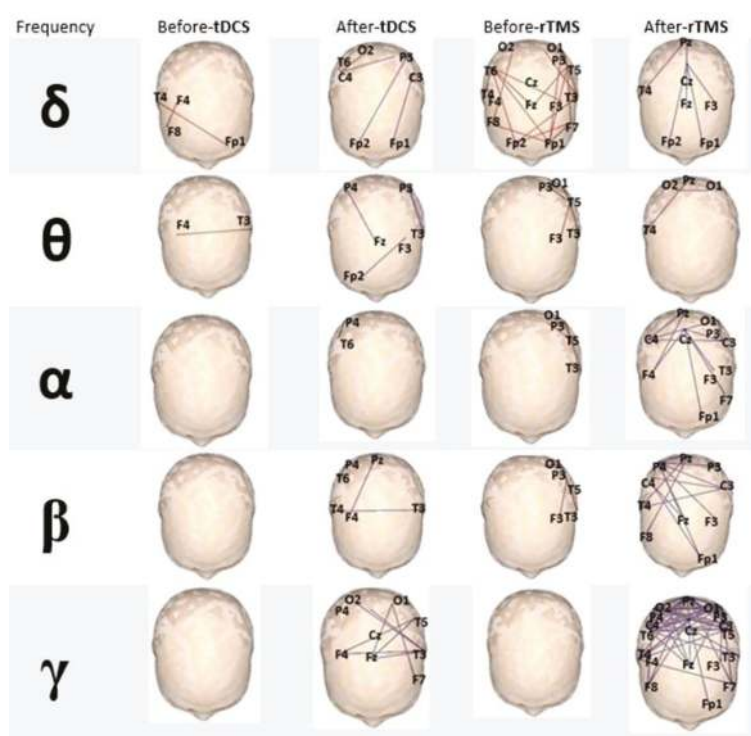 Frequency Before-tDCS After-tDCS Before-rTMS After-rTMS
δ
T4 F4
F8
Fp1
O2 P3
T6
C4 C3
Fp2 Fp1
O2 O1
P3
T6 T5
Cz
T4 F4 Fz F3 T3
F8 F7
Fp2 Fp1
Pz
Cz
T4 Fz F3
Fp2 Fp1
θ
F4 T3
P4 P3
Fz F3 T3
Fp2
P3 O1
T5
F3 T3
O2 Pz O1
T4
α
P4
T6
O1
P3
T5
T3
Pz
O1
C4 Cz P3 C3
F4 F3 T3
F7
Fp1
β
P4 Pz
T6
T4 F4 T3
O1
P3
T5
F3 T3
Pz
P4 P3
C4 C3
T4 Fz F3
F8
Fp1
γ
O2 O1
P4
T5
Cz
F4 Fz T3
F7
Pz
O2
Cz
T6 T5
T4 F4 Fz F3 T3
F8 F7
Fp1